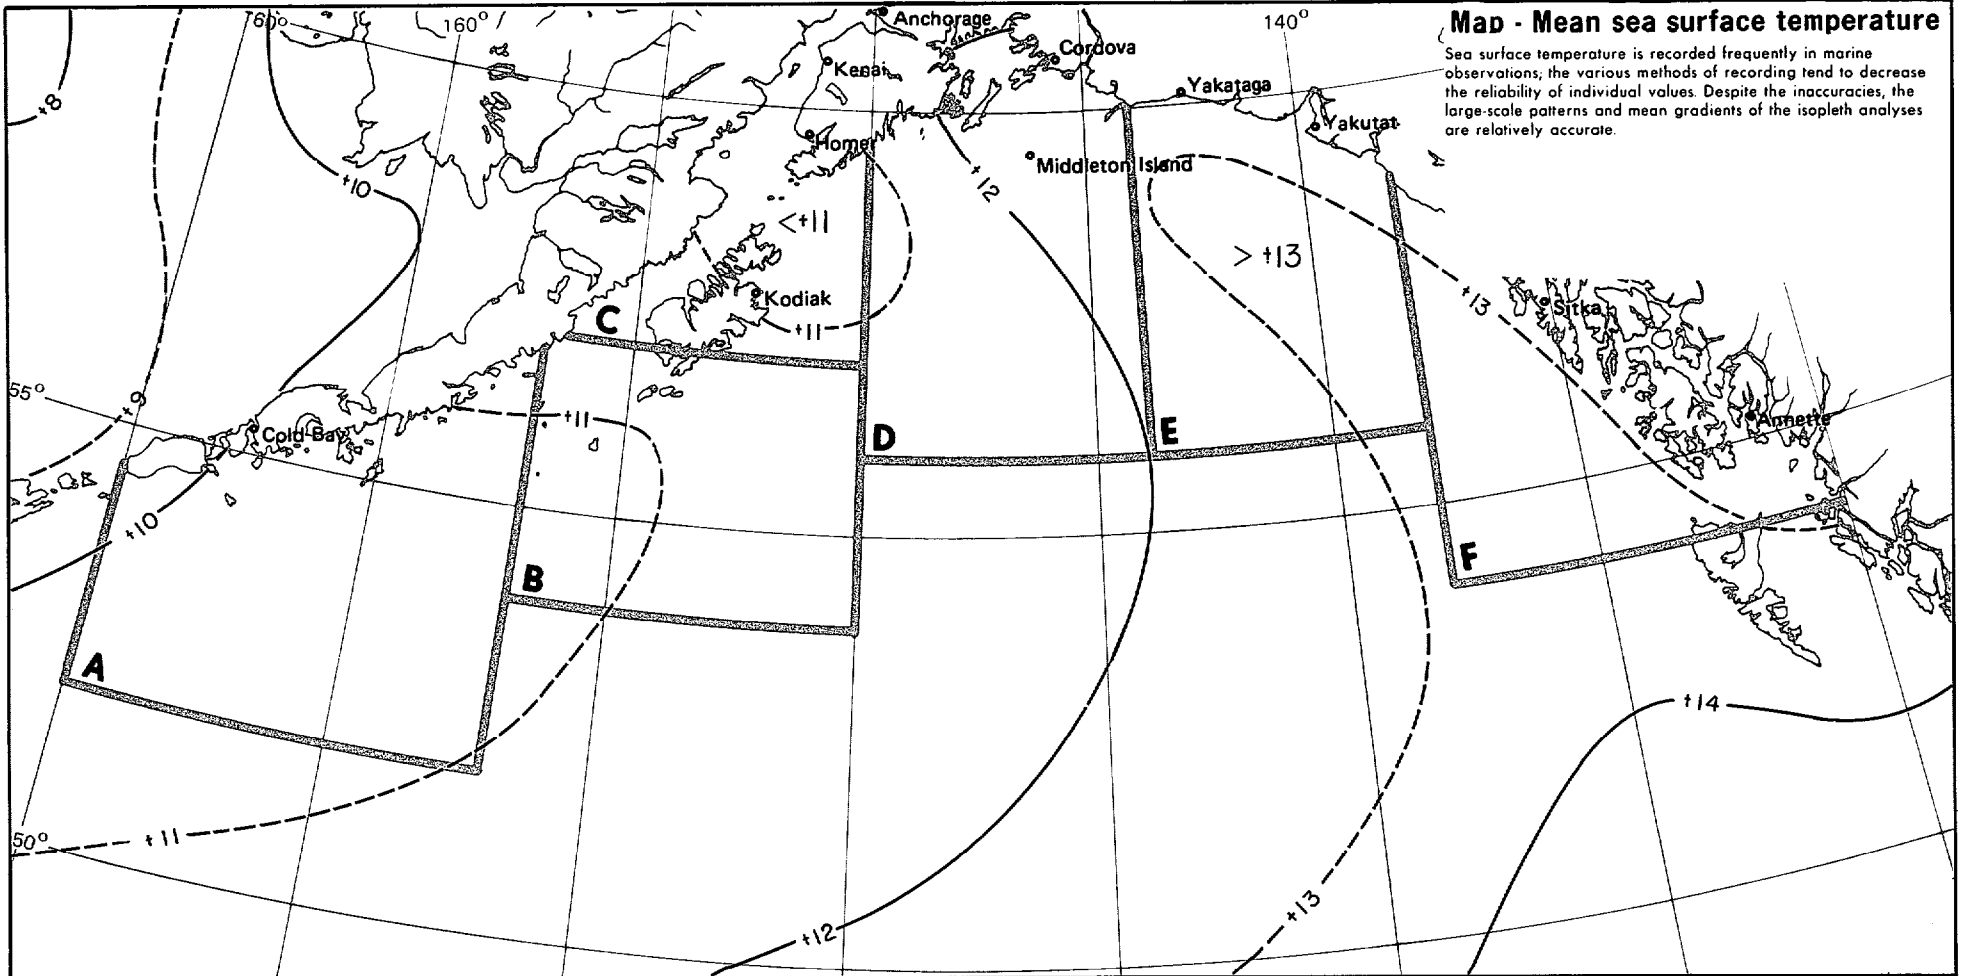 Map - Mean sea surface temperature
Sea surface temperature is recorded frequently in marine
observations; the various methods of recording tend to decrease
the reliability of individual values. Despite the inaccuracies, the
large-scale patterns and mean gradients of the isopleth analyses
are relatively accurate.
60°
160°
Anchorage
140°
Cordova
Kenai
Yakataga
+8
Yakutat
Homer
Middleton Island
+10
+12
<+11
>+13
Kodiak
+13
Sitka
C
+11
55°
+9
+11
Annette
Cold Bay
D
E
+10
B
F
A
+14
50°
+11
+13
+12